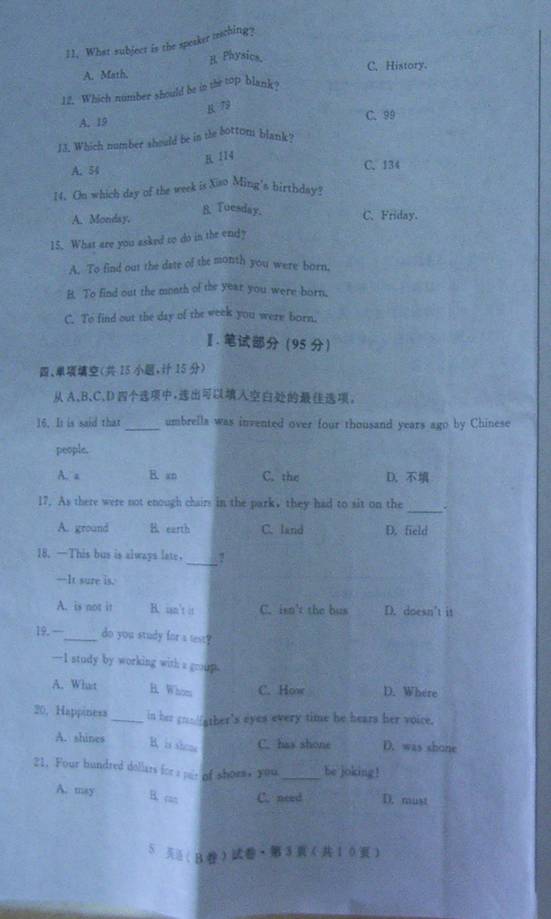 11. What subject is the speaker teaching?
A. Math. B. Physics. C. History.
12. Which number should be in the top blank?
A. 19 B. 79 C. 99
13. Which number should be in the bottom blank?
A. 54 B. 114 C. 134
14. On which day of the week is Xiao Ming's birthday?
A. Monday. B. Tuesday. C. Friday.
15. What are you asked to do in the end?
A. To find out the date of the month you were born.
B. To find out the month of the year you were born.
C. To find out the day of the week you were born.
Ⅱ. 笔试部分 (95 分)
四、单项填空(共 15 小题,计 15 分)
从 A、B、C、D 四个选项中,选出可以填入空白处的最佳选项。
16. It is said that ______ umbrella was invented over four thousand years ago by Chinese
people.
A. a B. an C. the D. 不填
17. As there were not enough chairs in the park, they had to sit on the ______.
A. ground B. earth C. land D. field
18. —This bus is always late, ______?
—It sure is.
A. is not it B. isn't it C. isn't the bus D. doesn't it
19. —______ do you study for a test?
—I study by working with a group.
A. What B. Whom C. How D. Where
20. Happiness ______ in her grandfather's eyes every time he hears her voice.
A. shines B. is shone C. has shone D. was shone
21. Four hundred dollars for a pair of shoes, you ______ be joking!
A. may B. can C. need D. must
S 英语(B卷)试卷·第3页(共10页)